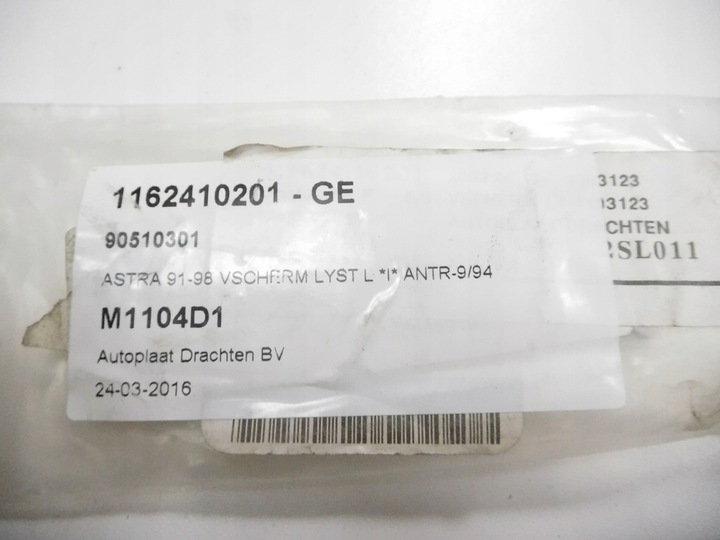 1162410201 - GE
90510301
ASTRA 91-98 VSCHERM LYST L *I* ANTR-9/94
M1104D1
Autoplaat Drachten BV
24-03-2016
3123
3123
CHTEN
2SL011